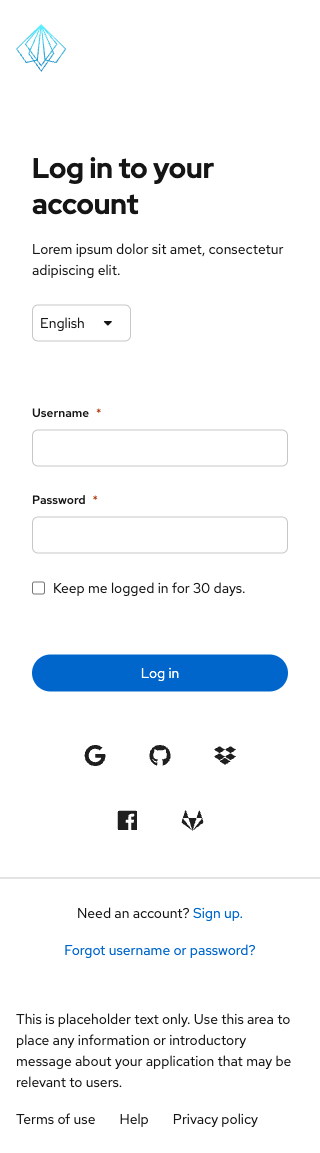 Log in to your
account
Lorem ipsum dolor sit amet, consectetur
adipiscing elit.
English
Username *
Password *
Keep me logged in for 30 days.
Log in
Need an account? Sign up.
Forgot username or password?
This is placeholder text only. Use this area to
place any information or introductory
message about your application that may be
relevant to users.
Terms of use Help Privacy policy